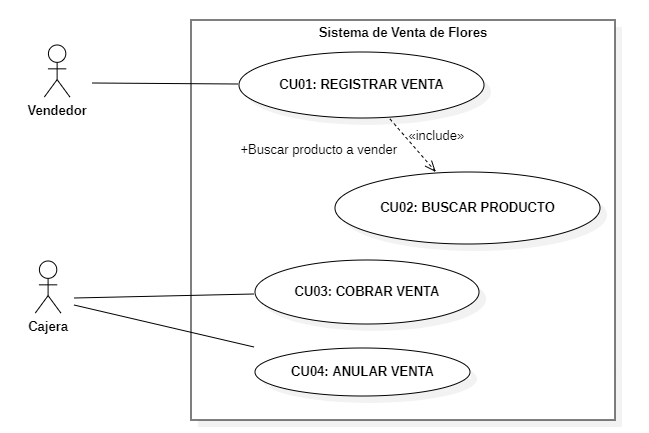 Sistema de Venta de Flores
CU01: REGISTRAR VENTA
Vendedor
«include»
+Buscar producto a vender
CU02: BUSCAR PRODUCTO
CU03: COBRAR VENTA
Cajera
CU04: ANULAR VENTA